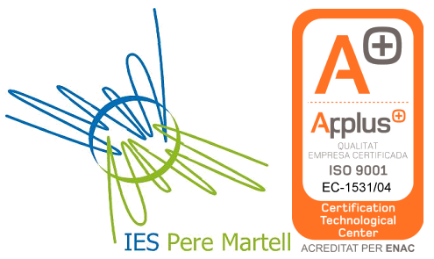 A+
Applus+
QUALITAT
EMPRESA CERTIFICADA
ISO 9001
EC-1531/04
Certification
Technological
Center
ACREDITAT PER ENAC
IES Pere Martell